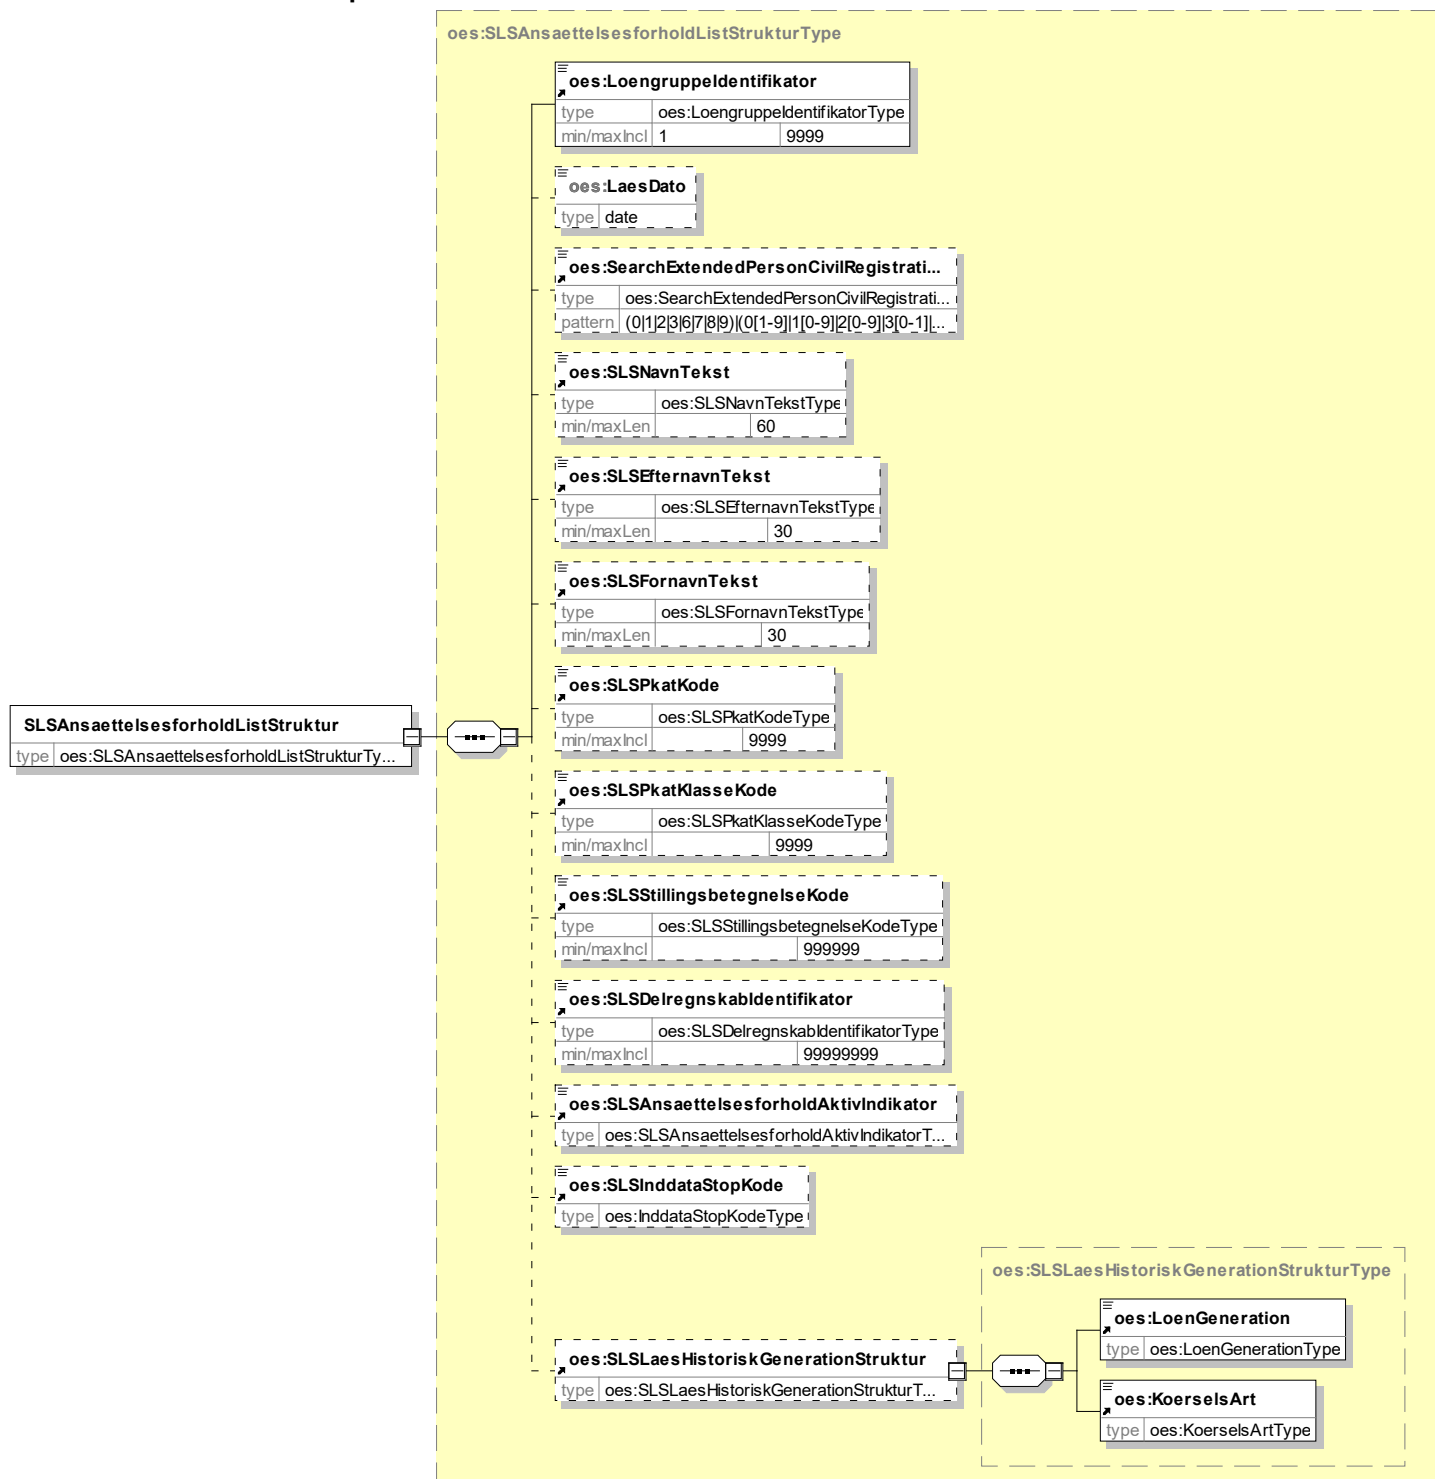 oes:SLSAnsaettelsesforholdListStrukturType
oes:LoengruppeIdentifikator
type oes:LoengruppeIdentifikatorType
min/maxIncl 1 9999
oes:LaesDato
type date
oes:SearchExtendedPersonCivilRegistrati...
type oes:SearchExtendedPersonCivilRegistrati...
pattern (0|1|2|3|6|7|8|9)|(0[1-9]|1[0-9]|2[0-9]|3[0-1]|...
oes:SLSNavnTekst
type oes:SLSNavnTekstType
min/maxLen 60
oes:SLSEfternavnTekst
type oes:SLSEfternavnTekstType
min/maxLen 30
oes:SLSFornavnTekst
type oes:SLSFornavnTekstType
min/maxLen 30
oes:SLSPkatKode
type oes:SLSPkatKodeType
min/maxIncl 9999
SLSAnsaettelsesforholdListStruktur
type oes:SLSAnsaettelsesforholdListStrukturTy...
oes:SLSPkatKlasseKode
type oes:SLSPkatKlasseKodeType
min/maxIncl 9999
oes:SLSStillingsbetegnelseKode
type oes:SLSStillingsbetegnelseKodeType
min/maxIncl 999999
oes:SLSDelregnskabIdentifikator
type oes:SLSDelregnskabIdentifikatorType
min/maxIncl 99999999
oes:SLSAnsaettelsesforholdAktivIndikator
type oes:SLSAnsaettelsesforholdAktivIndikatorT...
oes:SLSInddataStopKode
type oes:InddataStopKodeType
oes:SLSLaesHistoriskGenerationStrukturType
oes:LoenGeneration
type oes:LoenGenerationType
oes:SLSLaesHistoriskGenerationStruktur
type oes:SLSLaesHistoriskGenerationStrukturT...
oes:KoerselsArt
type oes:KoerselsArtType